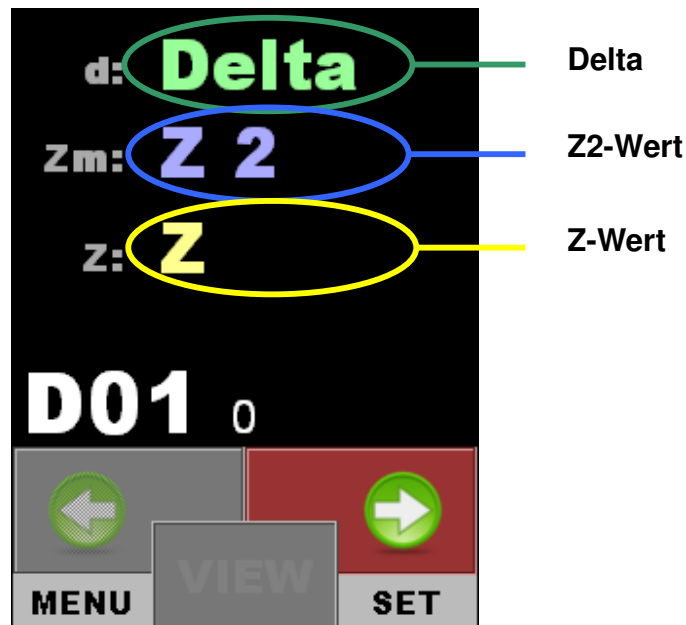 d: Delta
Delta
Zm: Z 2
Z2-Wert
z: Z
Z-Wert
D01 0
VIEW
MENU
SET